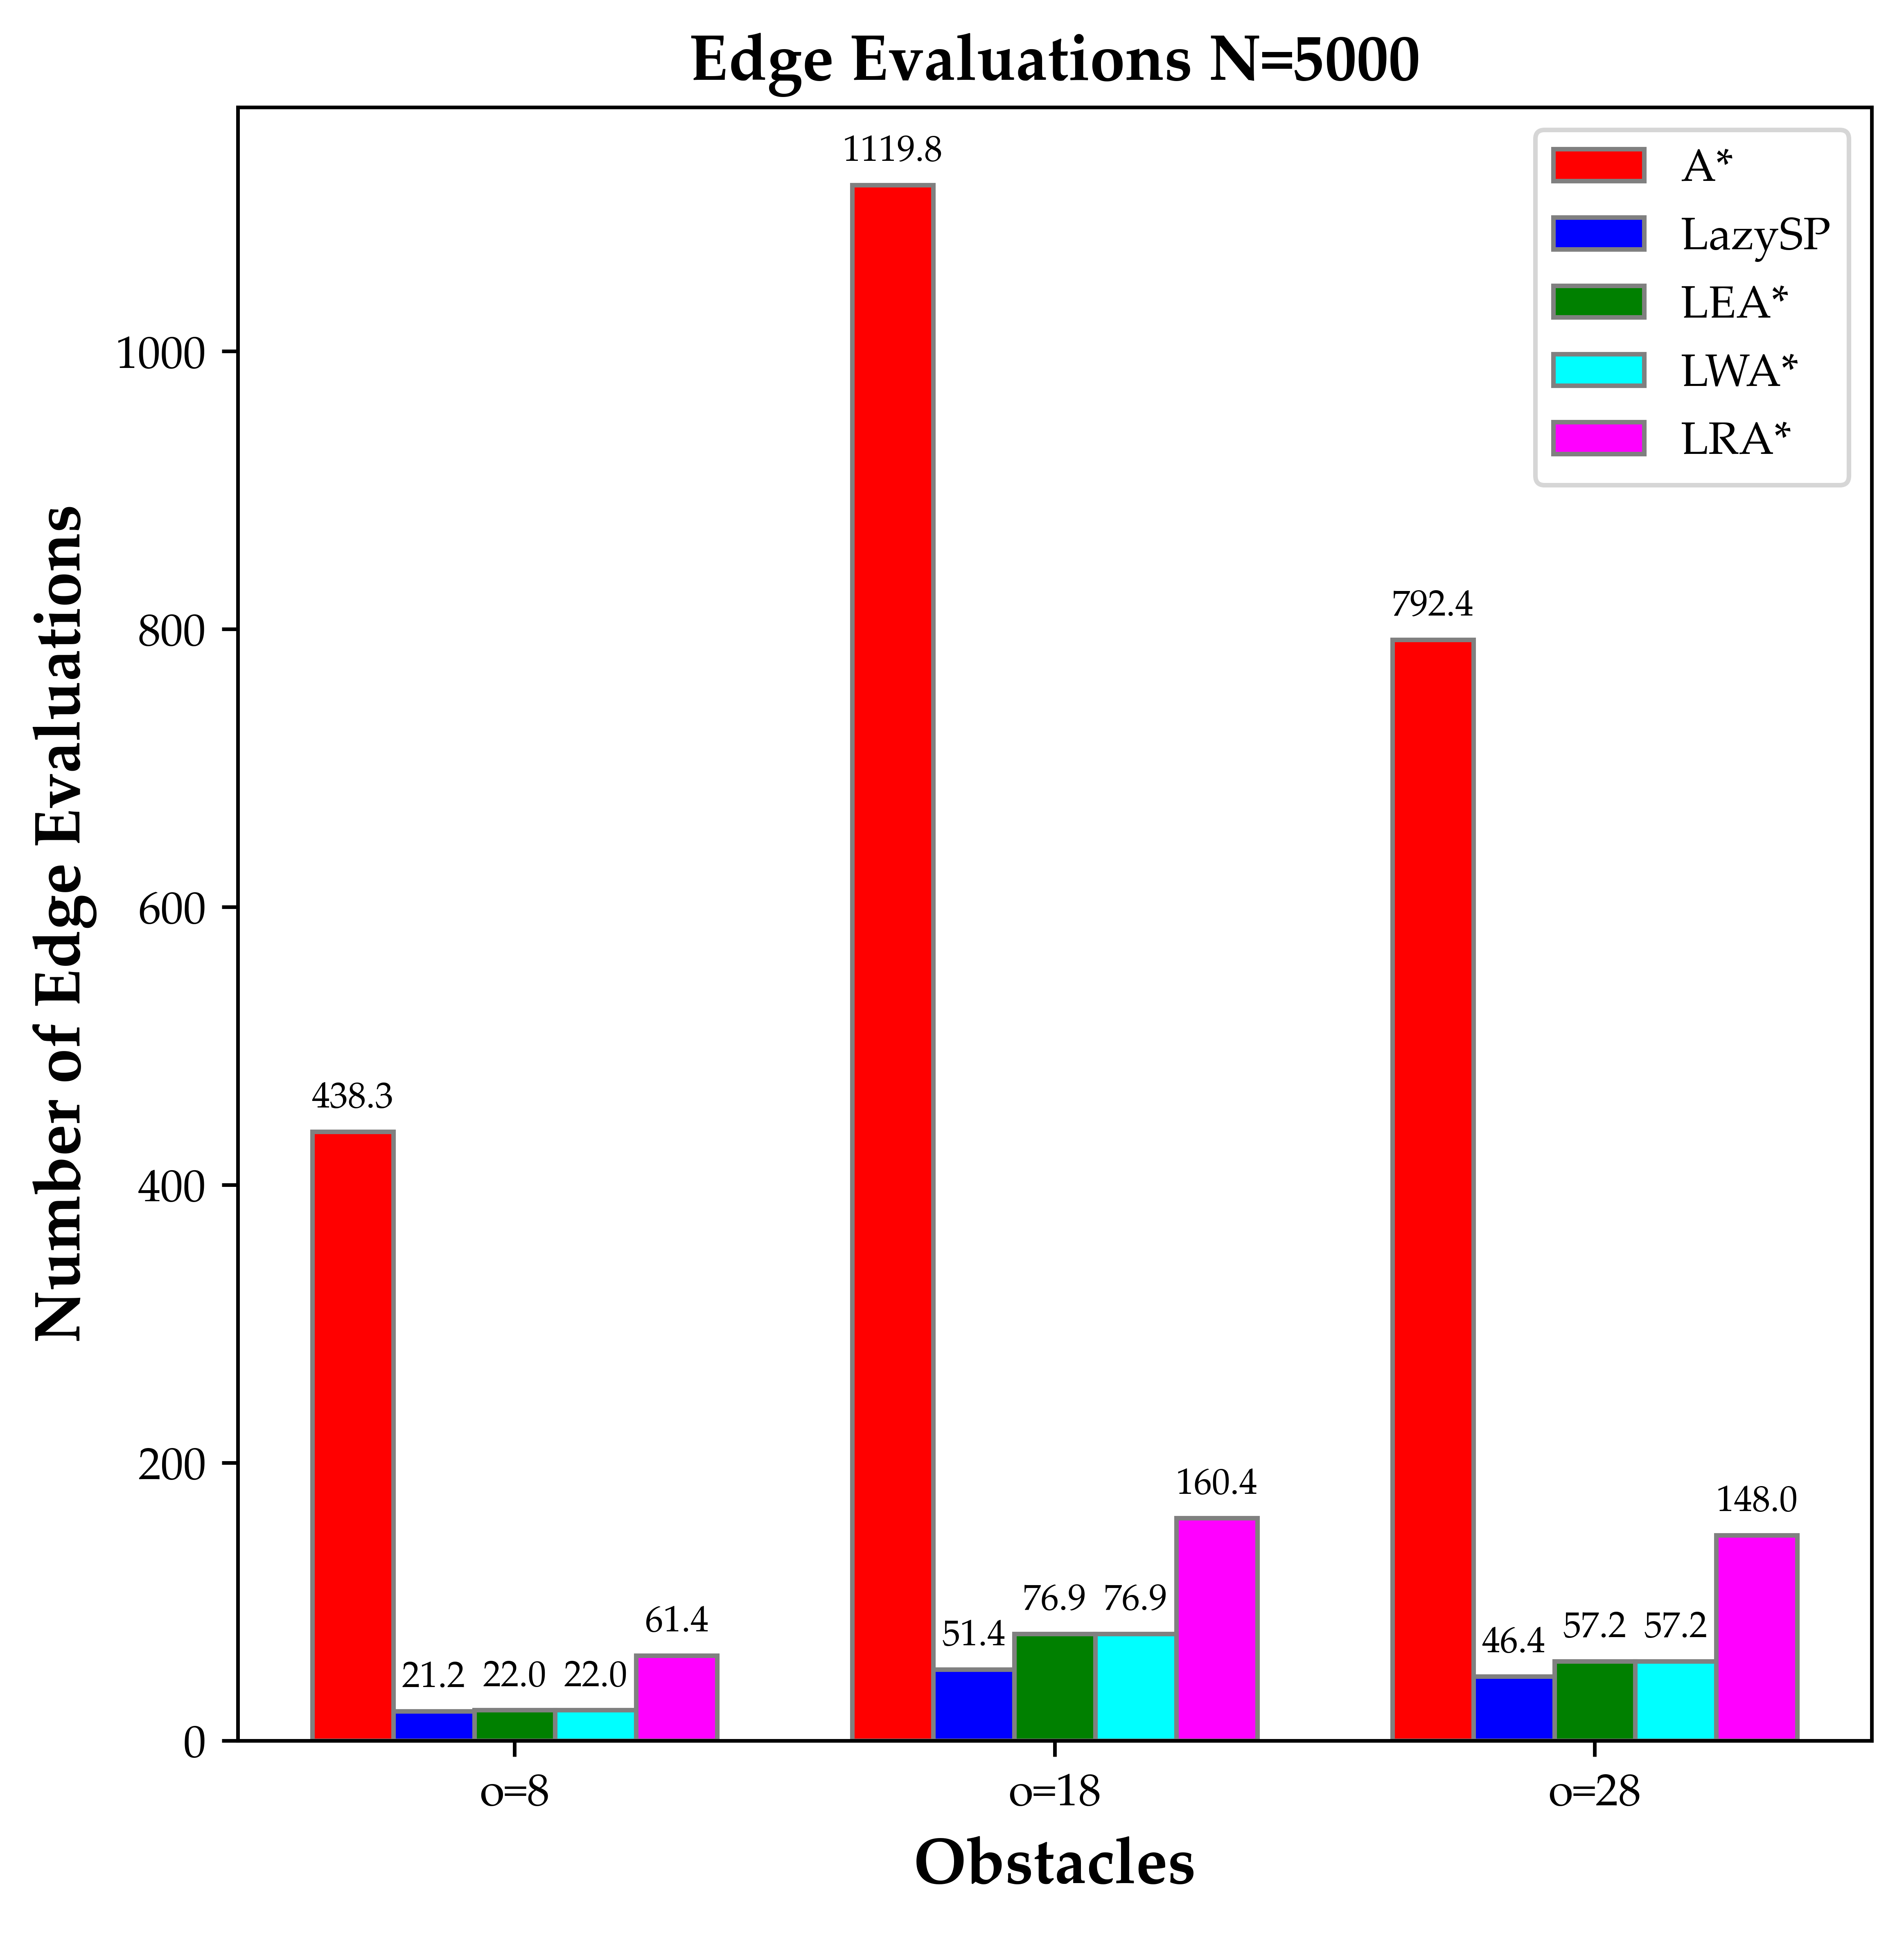 Edge Evaluations N=5000
A*
LazySP
LEA*
LWA*
LRA*
Number of Edge Evaluations
1000
800
600
400
200
0
438.3
21.2
22.0
22.0
61.4
1119.8
51.4
76.9
76.9
160.4
792.4
46.4
57.2
57.2
148.0
o=8
o=18
o=28
Obstacles